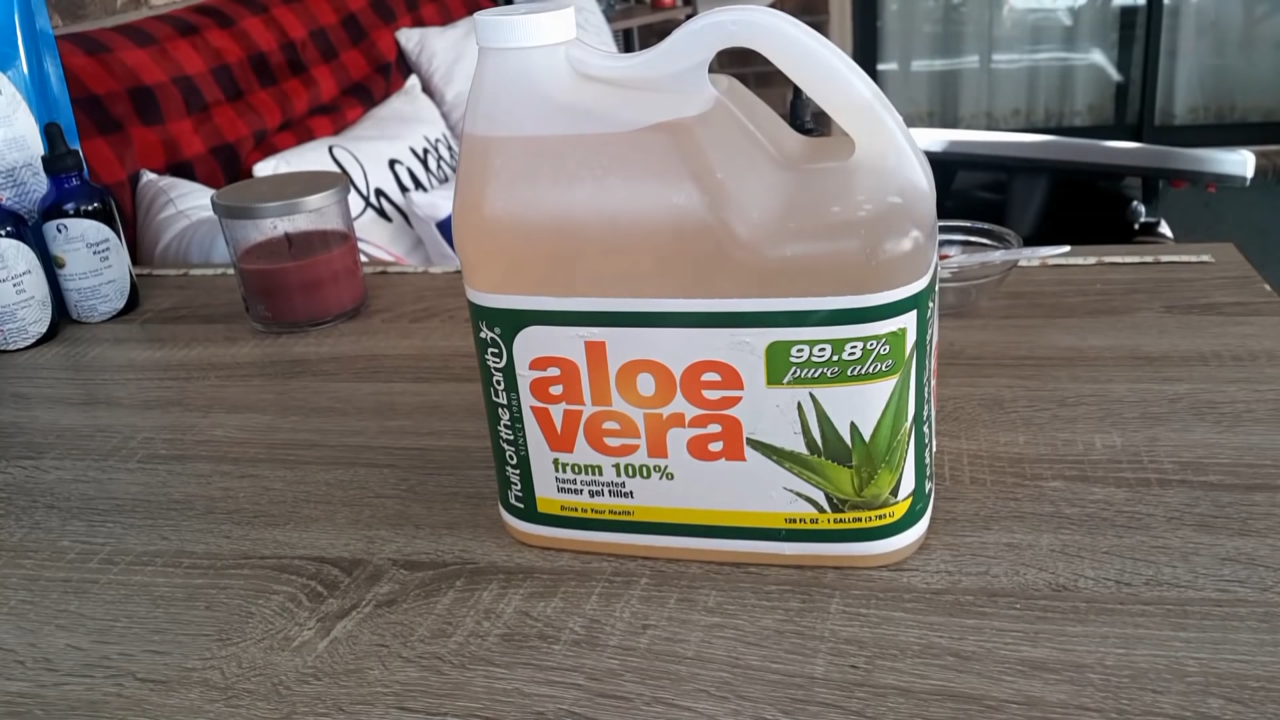 Fruit of the Earth®
SINCE 1980
aloe
vera
from 100%
hand cultivated
inner gel fillet
99.8%
pure aloe
Drink to Your Health!
128 FL OZ - 1 GALLON (3.785 L)
happy
Organic
Neem
Oil
MACADAMIA
NUT
OIL